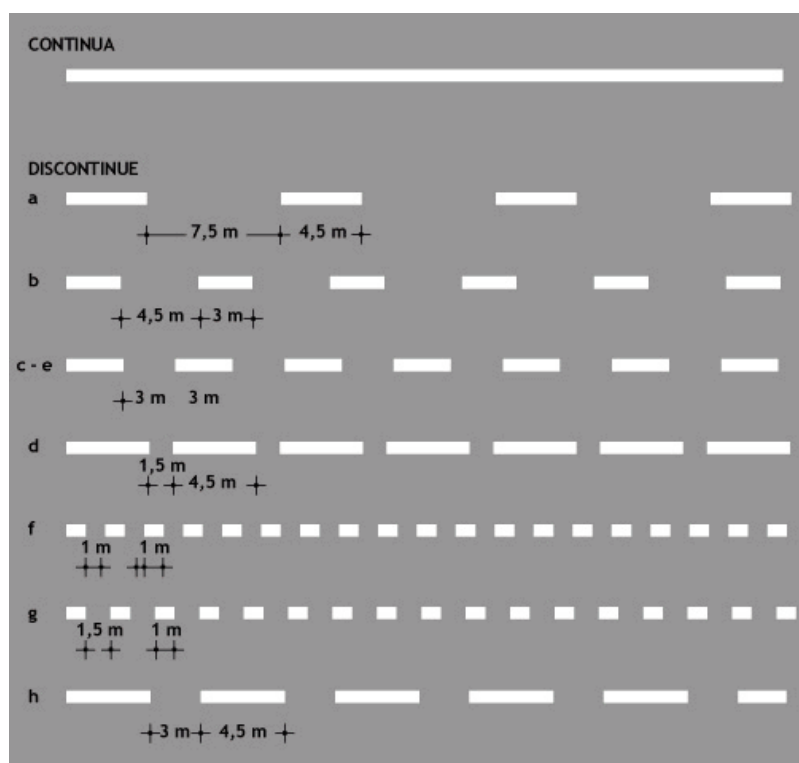 CONTINUA
DISCONTINUE
a
7,5 m 4,5 m
b
4,5 m 3 m
c - e
3 m 3 m
d
1,5 m
4,5 m
f
1 m 1 m
g
1,5 m 1 m
h
3 m 4,5 m